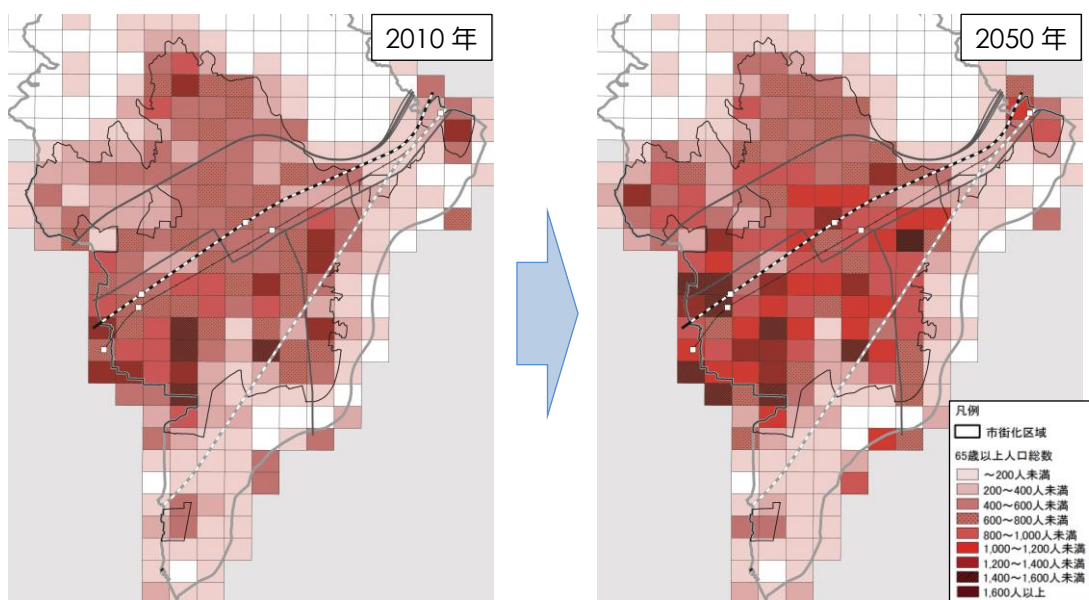 2010 年
2050 年
凡例
市街化区域
65歳以上人口総数
～200人未満
200～400人未満
400～600人未満
600～800人未満
800～1,000人未満
1,000～1,200人未満
1,200～1,400人未満
1,400～1,600人未満
1,600人以上